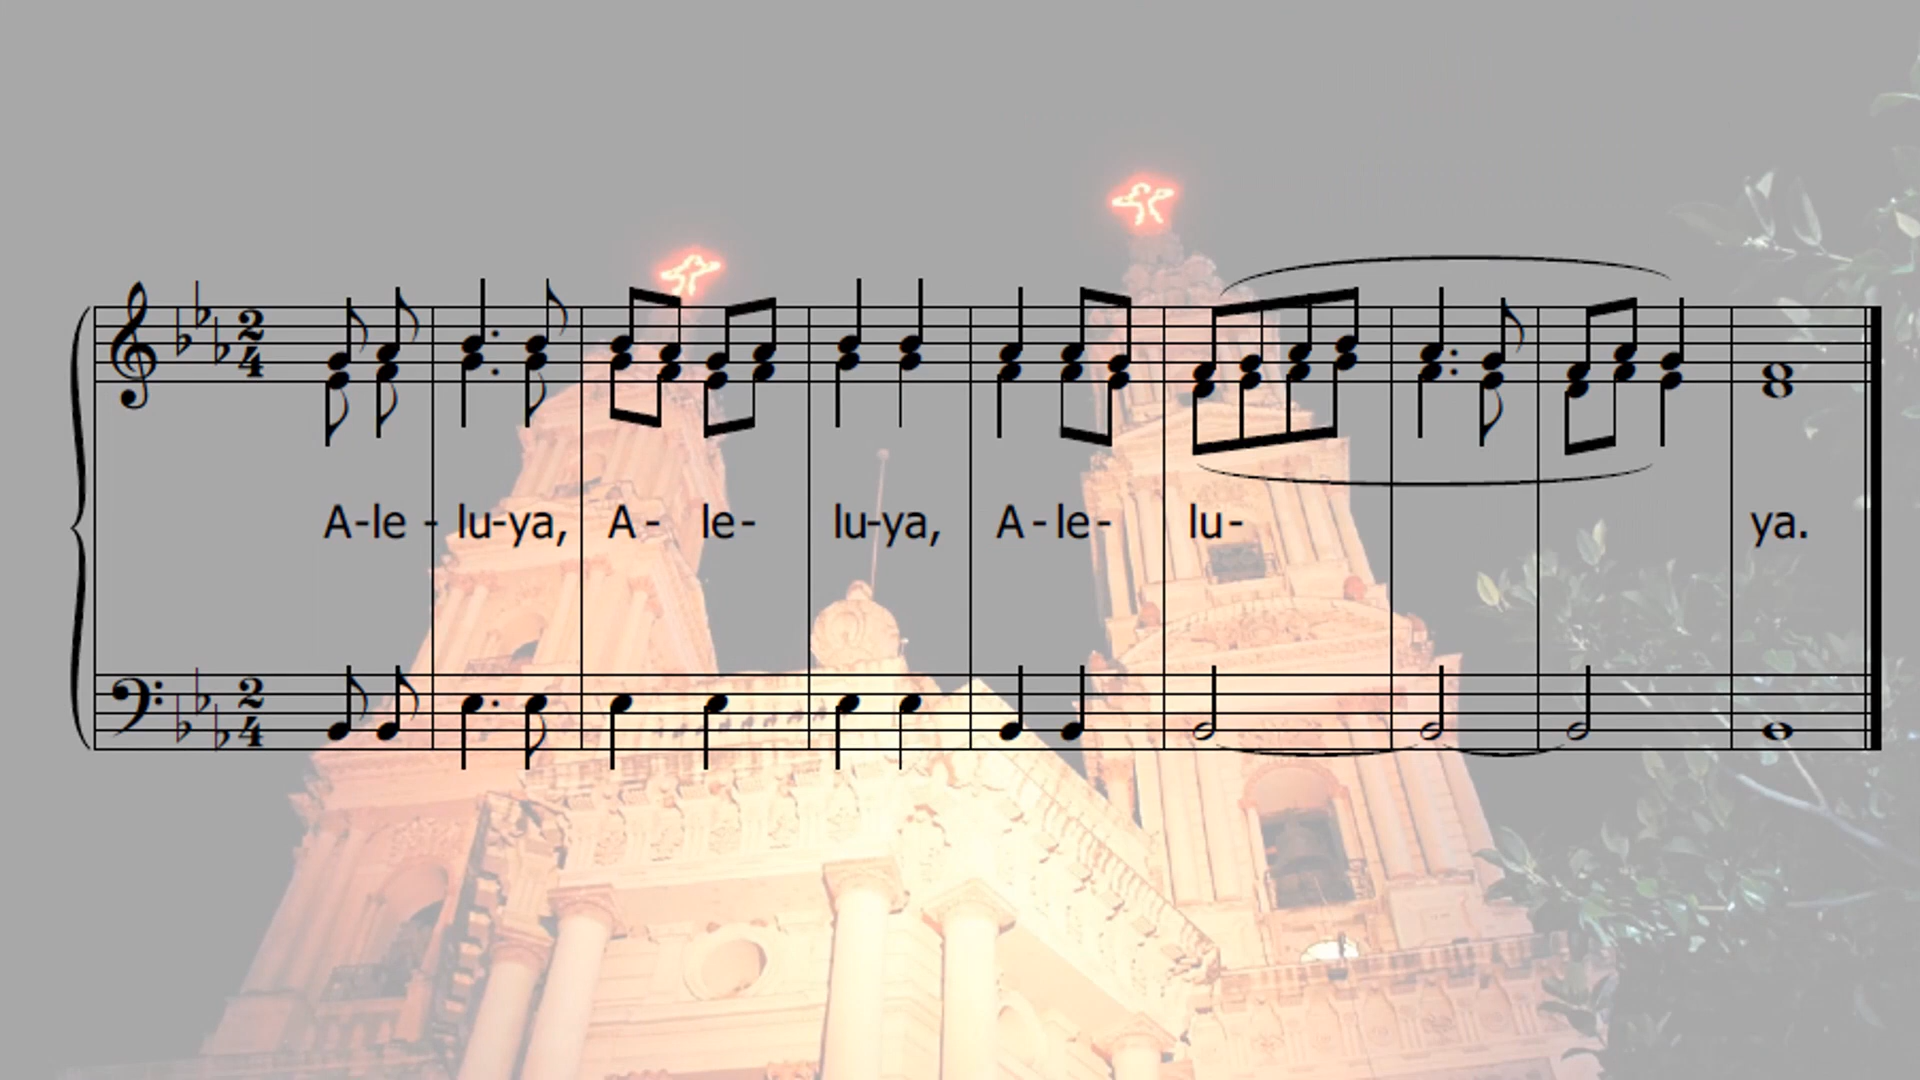 A-le - lu-ya, A - le- lu-ya, A - le- lu- ya.